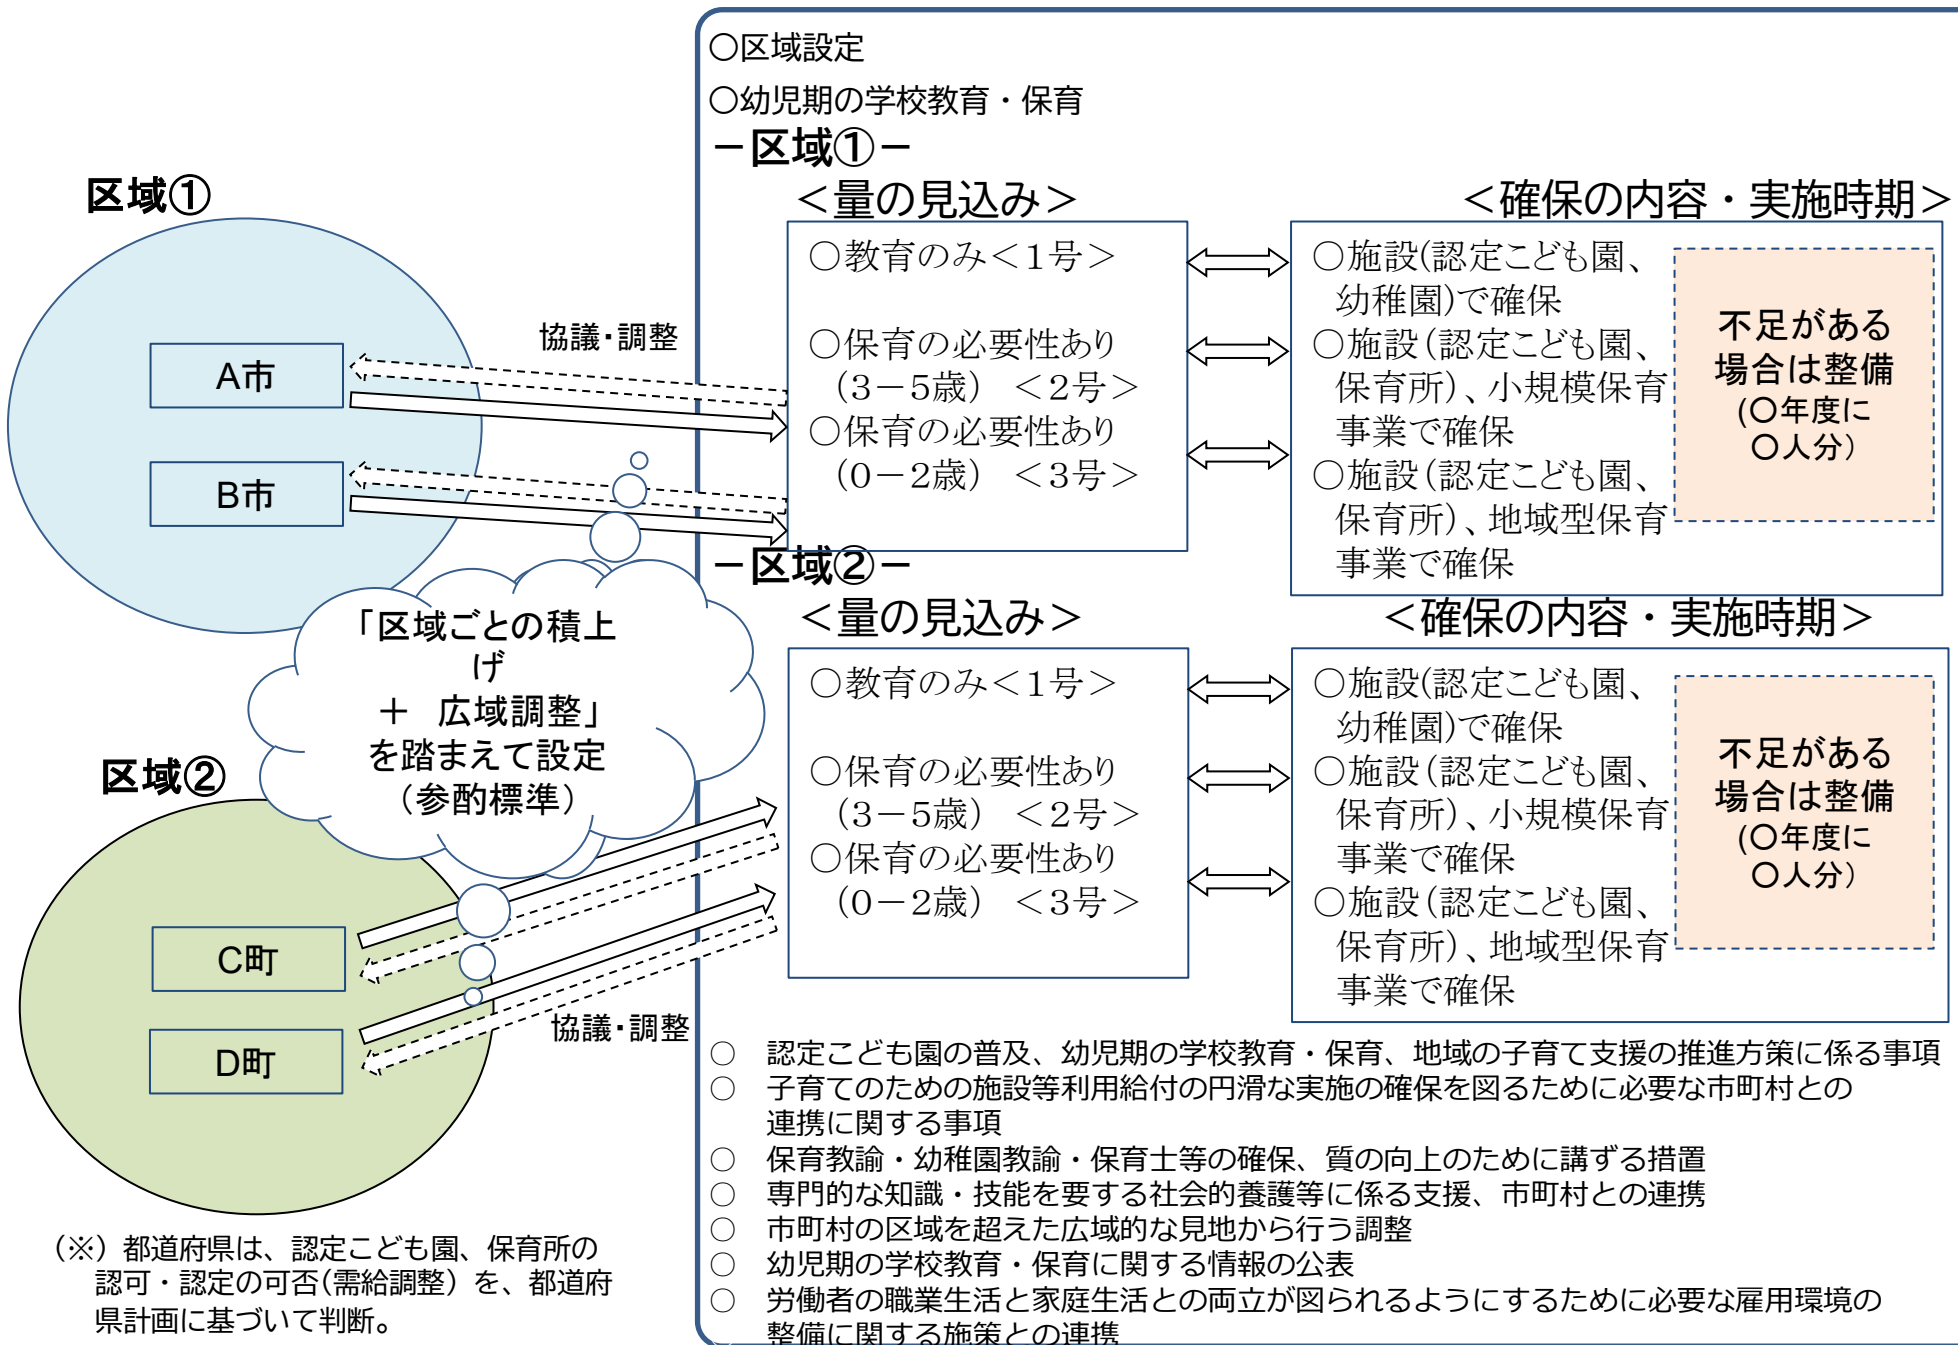 ○区域設定
○幼児期の学校教育・保育
－区域①－
＜量の見込み＞
＜確保の内容・実施時期＞
○教育のみ＜１号＞
○保育の必要性あり
（３－５歳） ＜２号＞
○保育の必要性あり
（０－２歳） ＜３号＞
○施設(認定こども園、
幼稚園)で確保
○施設（認定こども園、
保育所）、小規模保育
事業で確保
○施設（認定こども園、
保育所）、地域型保育
事業で確保
不足がある
場合は整備
(〇年度に
〇人分）
区域①
A市
B市
協議・調整
「区域ごとの積上
げ
＋ 広域調整」
を踏まえて設定
（参酌標準）
－区域②－
＜量の見込み＞
＜確保の内容・実施時期＞
○教育のみ＜１号＞
○保育の必要性あり
（３－５歳） ＜２号＞
○保育の必要性あり
（０－２歳） ＜３号＞
○施設(認定こども園、
幼稚園)で確保
○施設（認定こども園、
保育所）、小規模保育
事業で確保
○施設（認定こども園、
保育所）、地域型保育
事業で確保
不足がある
場合は整備
(〇年度に
〇人分）
区域②
C町
D町
協議・調整
○ 認定こども園の普及、幼児期の学校教育・保育、地域の子育て支援の推進方策に係る事項
○ 子育てのための施設等利用給付の円滑な実施の確保を図るために必要な市町村との
連携に関する事項
○ 保育教諭・幼稚園教諭・保育士等の確保、質の向上のために講ずる措置
○ 専門的な知識・技能を要する社会的養護等に係る支援、市町村との連携
○ 市町村の区域を超えた広域的な見地から行う調整
○ 幼児期の学校教育・保育に関する情報の公表
○ 労働者の職業生活と家庭生活との両立が図られるようにするために必要な雇用環境の
整備に関する施策との連携
（※）都道府県は、認定こども園、保育所の
認可・認定の可否（需給調整）を、都道府
県計画に基づいて判断。